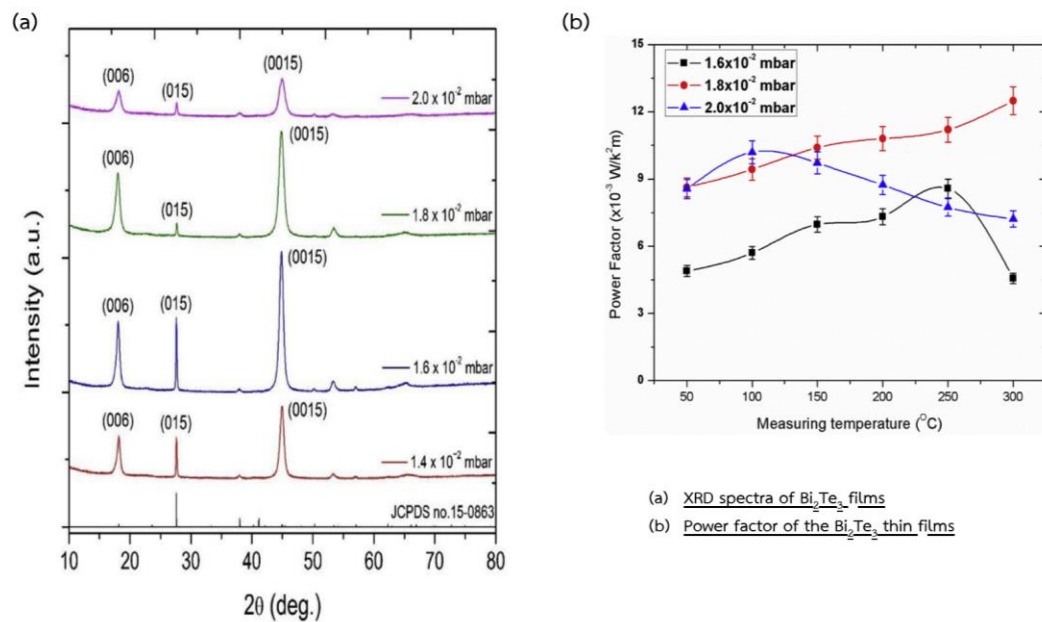 (a)
(0015)
(006)
(015)
2.0 x 10⁻² mbar
(0015)
(006)
(015)
1.8 x 10⁻² mbar
(0015)
(006)
(015)
1.6 x 10⁻² mbar
(006)
(015)
(0015)
1.4 x 10⁻² mbar
JCPDS no.15-0863
10 20 30 40 50 60 70 80
2θ (deg.)
Intensity (a.u.)
(b)
1.6x10⁻² mbar
1.8x10⁻² mbar
2.0x10⁻² mbar
15
12
9
6
3
0
Power Factor (x10⁻³ W/k²m)
50 100 150 200 250 300
Measuring temperature (°C)
(a) XRD spectra of Bi₂Te₃ films
(b) Power factor of the Bi₂Te₃ thin films